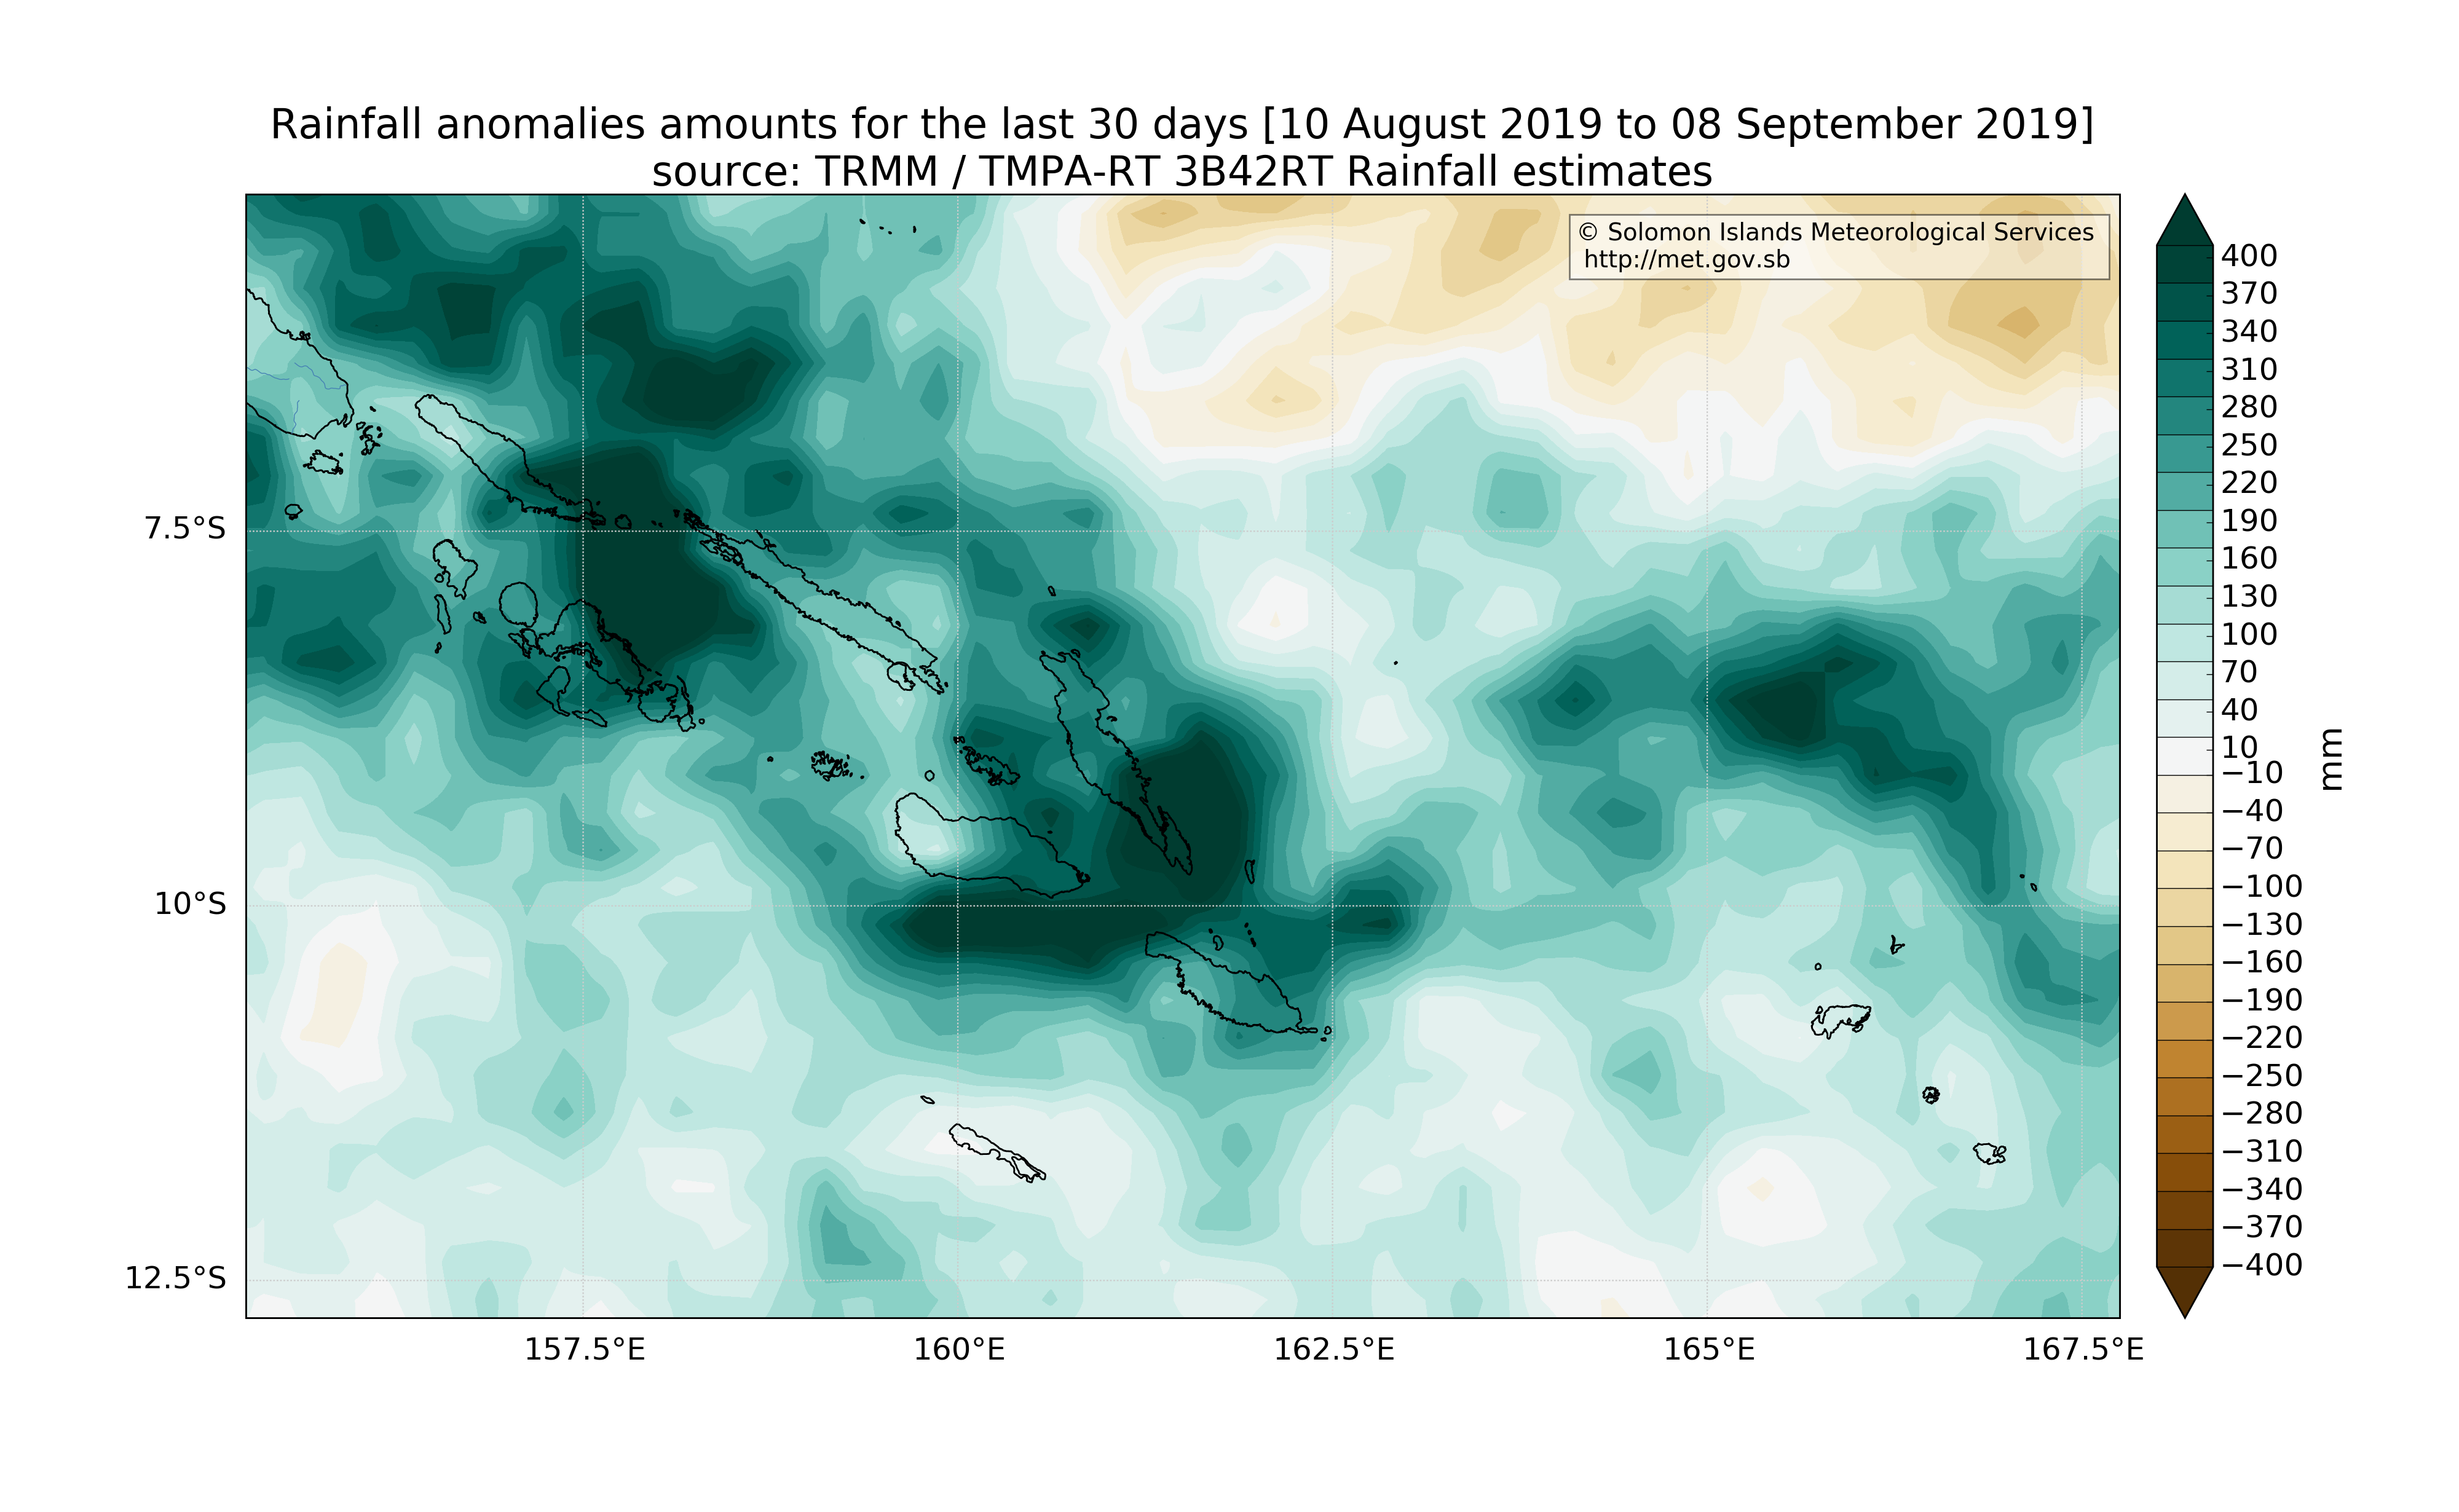 Rainfall anomalies amounts for the last 30 days [10 August 2019 to 08 September 2019]
source: TRMM / TMPA-RT 3B42RT Rainfall estimates
© Solomon Islands Meteorological Services
http://met.gov.sb
7.5°S
10°S
12.5°S
157.5°E
160°E
162.5°E
165°E
167.5°E
400
370
340
310
280
250
220
190
160
130
100
70
40
10
−10
−40
−70
−100
−130
−160
−190
−220
−250
−280
−310
−340
−370
−400
mm